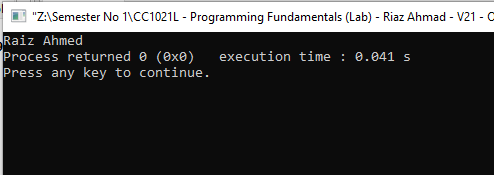 "Z:\Semester No 1\CC1021L - Programming Fundamentals (Lab) - Riaz Ahmad - V21 - O
Raiz Ahmed
Process returned 0 (0x0)   execution time : 0.041 s
Press any key to continue.